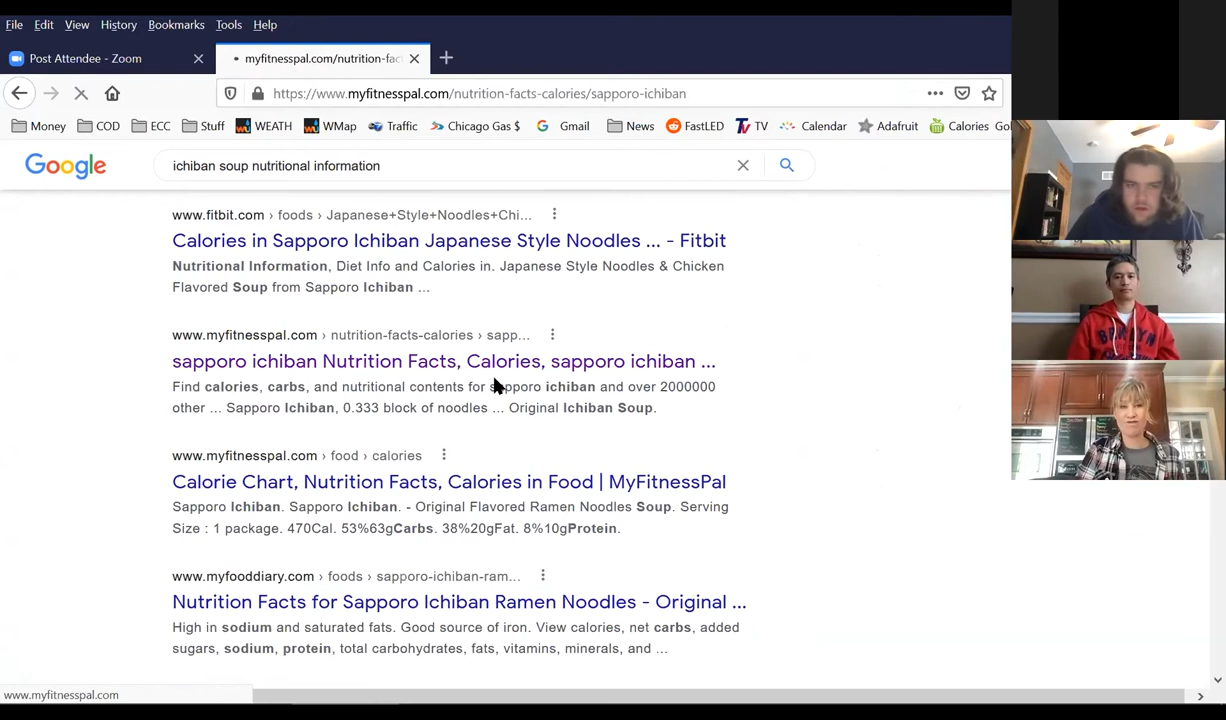 File Edit View History Bookmarks Tools Help
Post Attendee - Zoom
myfitnesspal.com/nutrition-fac
https://www.myfitnesspal.com/nutrition-facts-calories/sapporo-ichiban
Money COD ECC Stuff WEATH WMap Traffic Chicago Gas $ Gmail News FastLED TV Calendar Adafruit Calories Go
Google
ichiban soup nutritional information
www.fitbit.com › foods › Japanese+Style+Noodles+Chi...
Calories in Sapporo Ichiban Japanese Style Noodles ... - Fitbit
Nutritional Information, Diet Info and Calories in. Japanese Style Noodles & Chicken
Flavored Soup from Sapporo Ichiban ...
www.myfitnesspal.com › nutrition-facts-calories › sapp...
sapporo ichiban Nutrition Facts, Calories, sapporo ichiban ...
Find calories, carbs, and nutritional contents for sapporo ichiban and over 2000000
other ... Sapporo Ichiban, 0.333 block of noodles ... Original Ichiban Soup.
www.myfitnesspal.com › food › calories
Calorie Chart, Nutrition Facts, Calories in Food | MyFitnessPal
Sapporo Ichiban. Sapporo Ichiban. - Original Flavored Ramen Noodles Soup. Serving
Size : 1 package. 470Cal. 53%63gCarbs. 38%20gFat. 8%10gProtein.
www.myfooddiary.com › foods › sapporo-ichiban-ram...
Nutrition Facts for Sapporo Ichiban Ramen Noodles - Original ...
High in sodium and saturated fats. Good source of iron. View calories, net carbs, added
sugars, sodium, protein, total carbohydrates, fats, vitamins, minerals, and ...
www.myfitnesspal.com